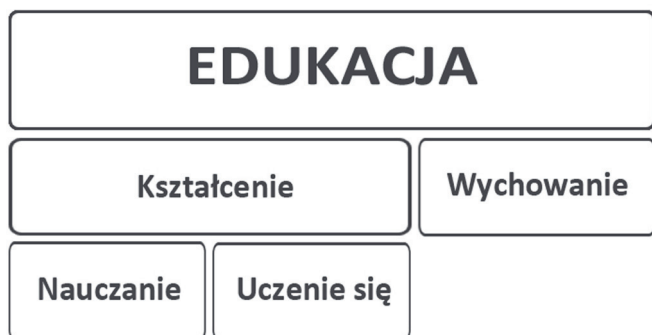 EDUKACJA
Kształcenie
Wychowanie
Nauczanie
Uczenie się